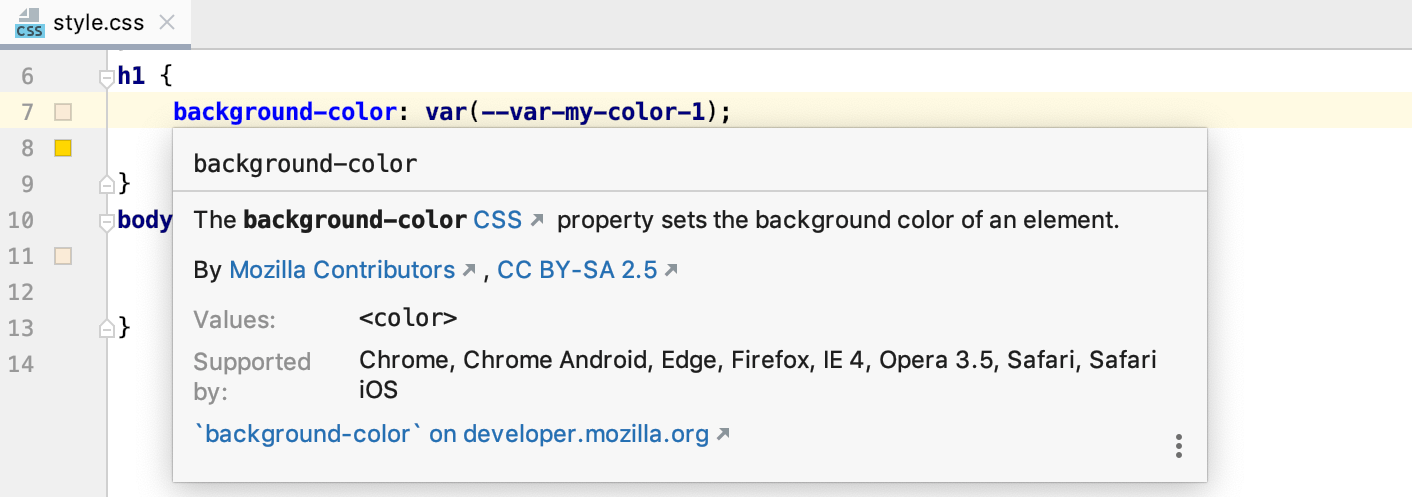 CSS style.css
6 h1 {
7 background-color: var(--var-my-color-1);
8
background-color
9 }
The background-color CSS property sets the background color of an element.
10 body
11
By Mozilla Contributors , CC BY-SA 2.5
12
Values: <color>
13 }
Supported by: Chrome, Chrome Android, Edge, Firefox, IE 4, Opera 3.5, Safari, Safari iOS
14
`background-color` on developer.mozilla.org